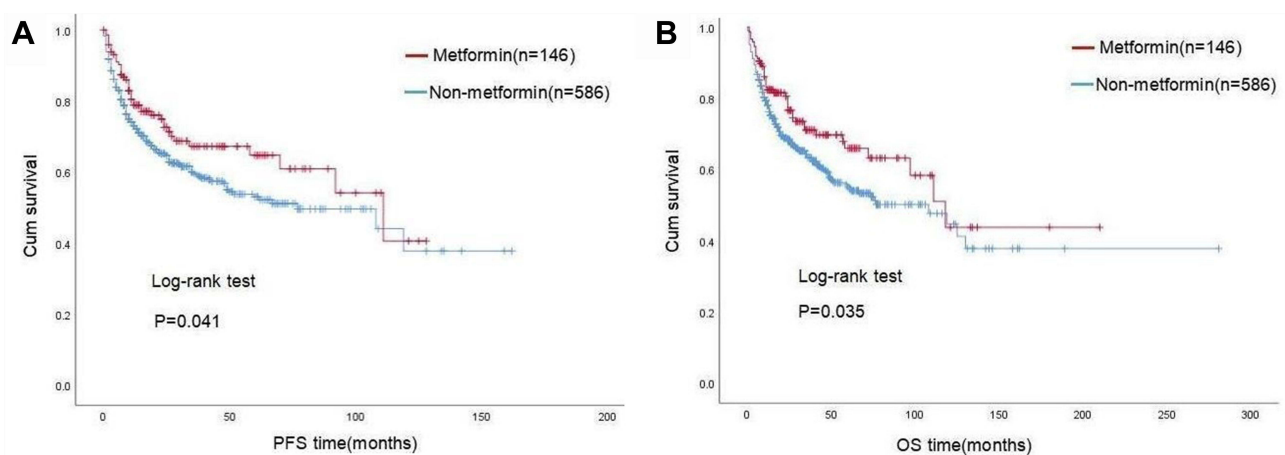 A
Cum survival
1.0
0.8
0.6
0.4
0.2
0.0
Metformin(n=146)
Non-metformin(n=586)
Log-rank test
P=0.041
0 50 100 150 200
PFS time(months)
B
Cum survival
1.0
0.8
0.6
0.4
0.2
0.0
Metformin(n=146)
Non-metformin(n=586)
Log-rank test
P=0.035
0 50 100 150 200 250 300
OS time(months)